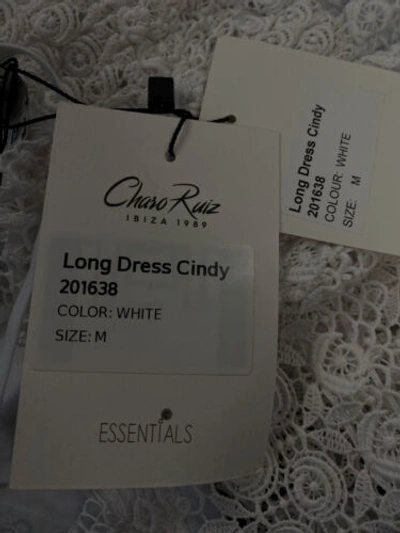 Charo Ruiz
IBIZA 1989
Long Dress Cindy
201638
COLOR: WHITE
SIZE: M
ESSENTIALS
Long Dress Cindy
201638
COLOUR: WHITE
SIZE: M